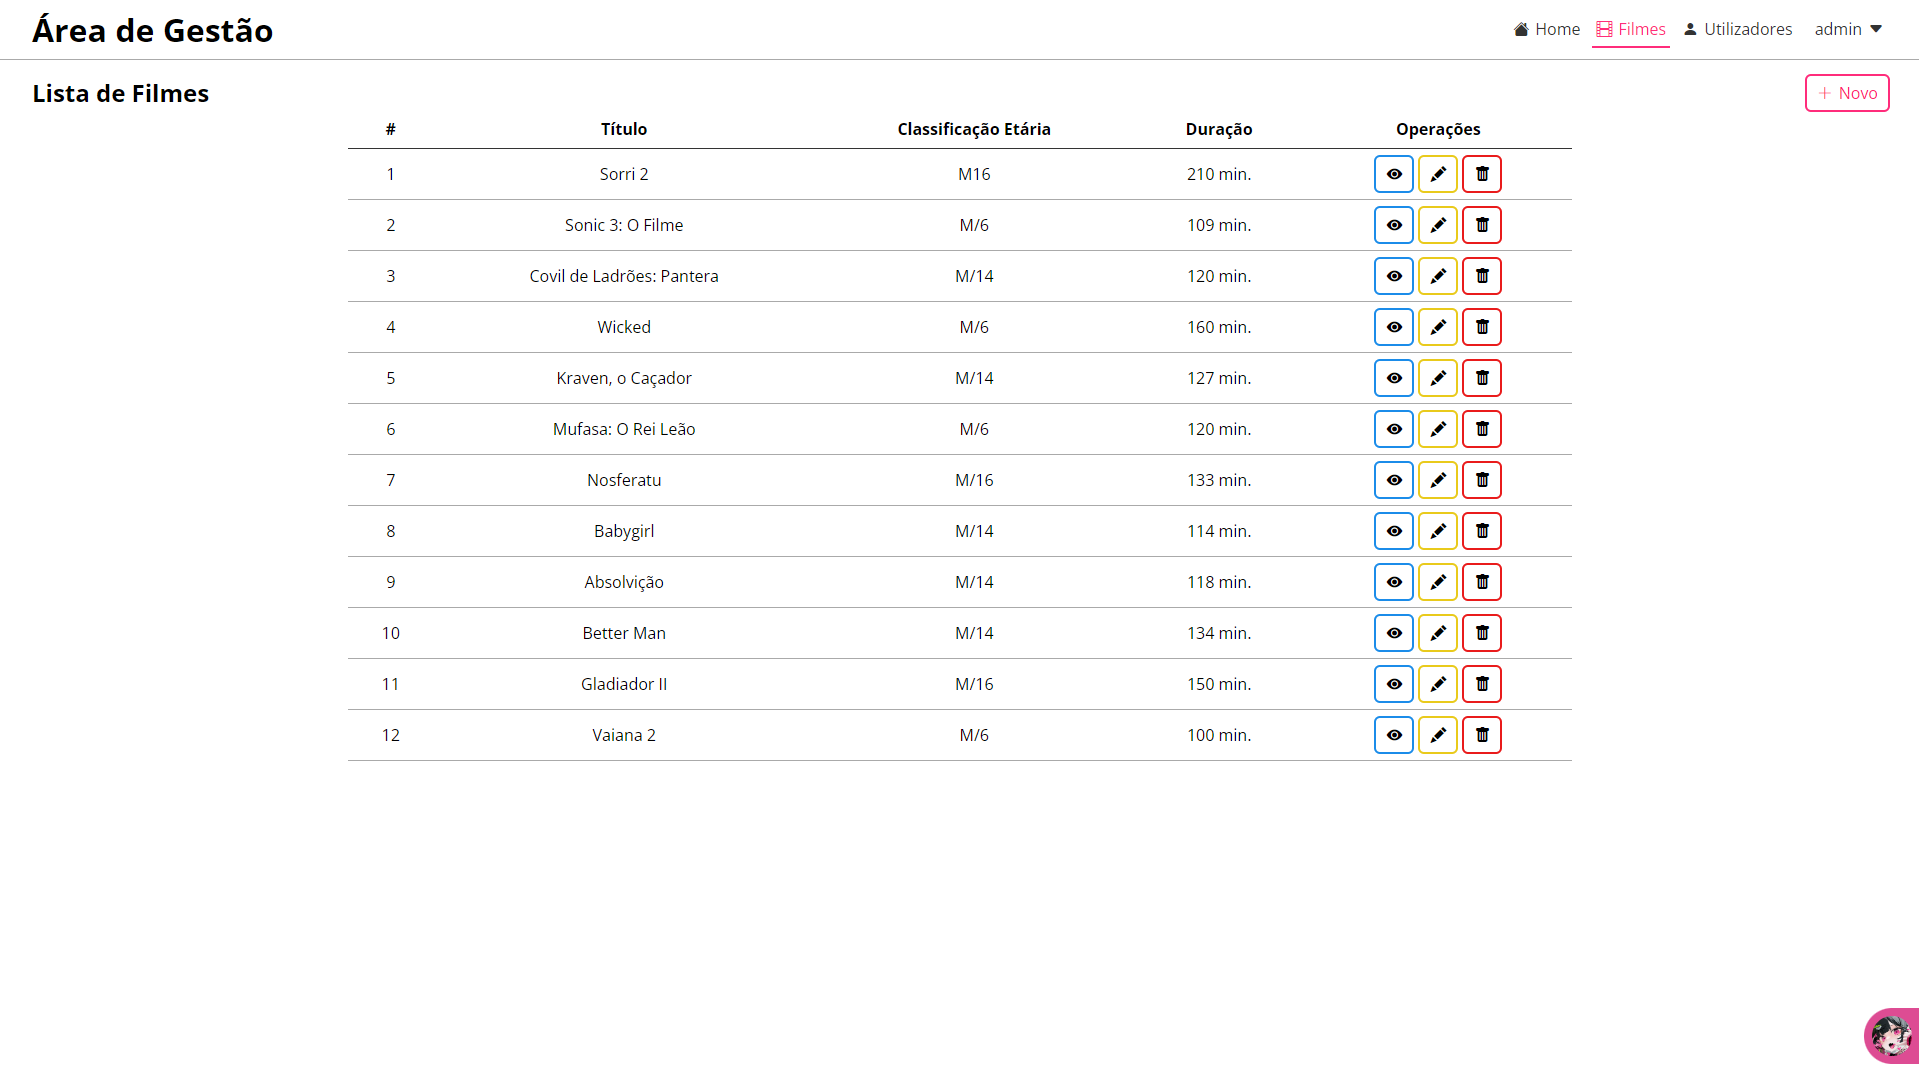 Área de Gestão
Home Filmes Utilizadores admin
Lista de Filmes
Novo
# Título Classificação Etária Duração Operações
1 Sorri 2 M16 210 min.
2 Sonic 3: O Filme M/6 109 min.
3 Covil de Ladrões: Pantera M/14 120 min.
4 Wicked M/6 160 min.
5 Kraven, o Caçador M/14 127 min.
6 Mufasa: O Rei Leão M/6 120 min.
7 Nosferatu M/16 133 min.
8 Babygirl M/14 114 min.
9 Absolvição M/14 118 min.
10 Better Man M/14 134 min.
11 Gladiador II M/16 150 min.
12 Vaiana 2 M/6 100 min.